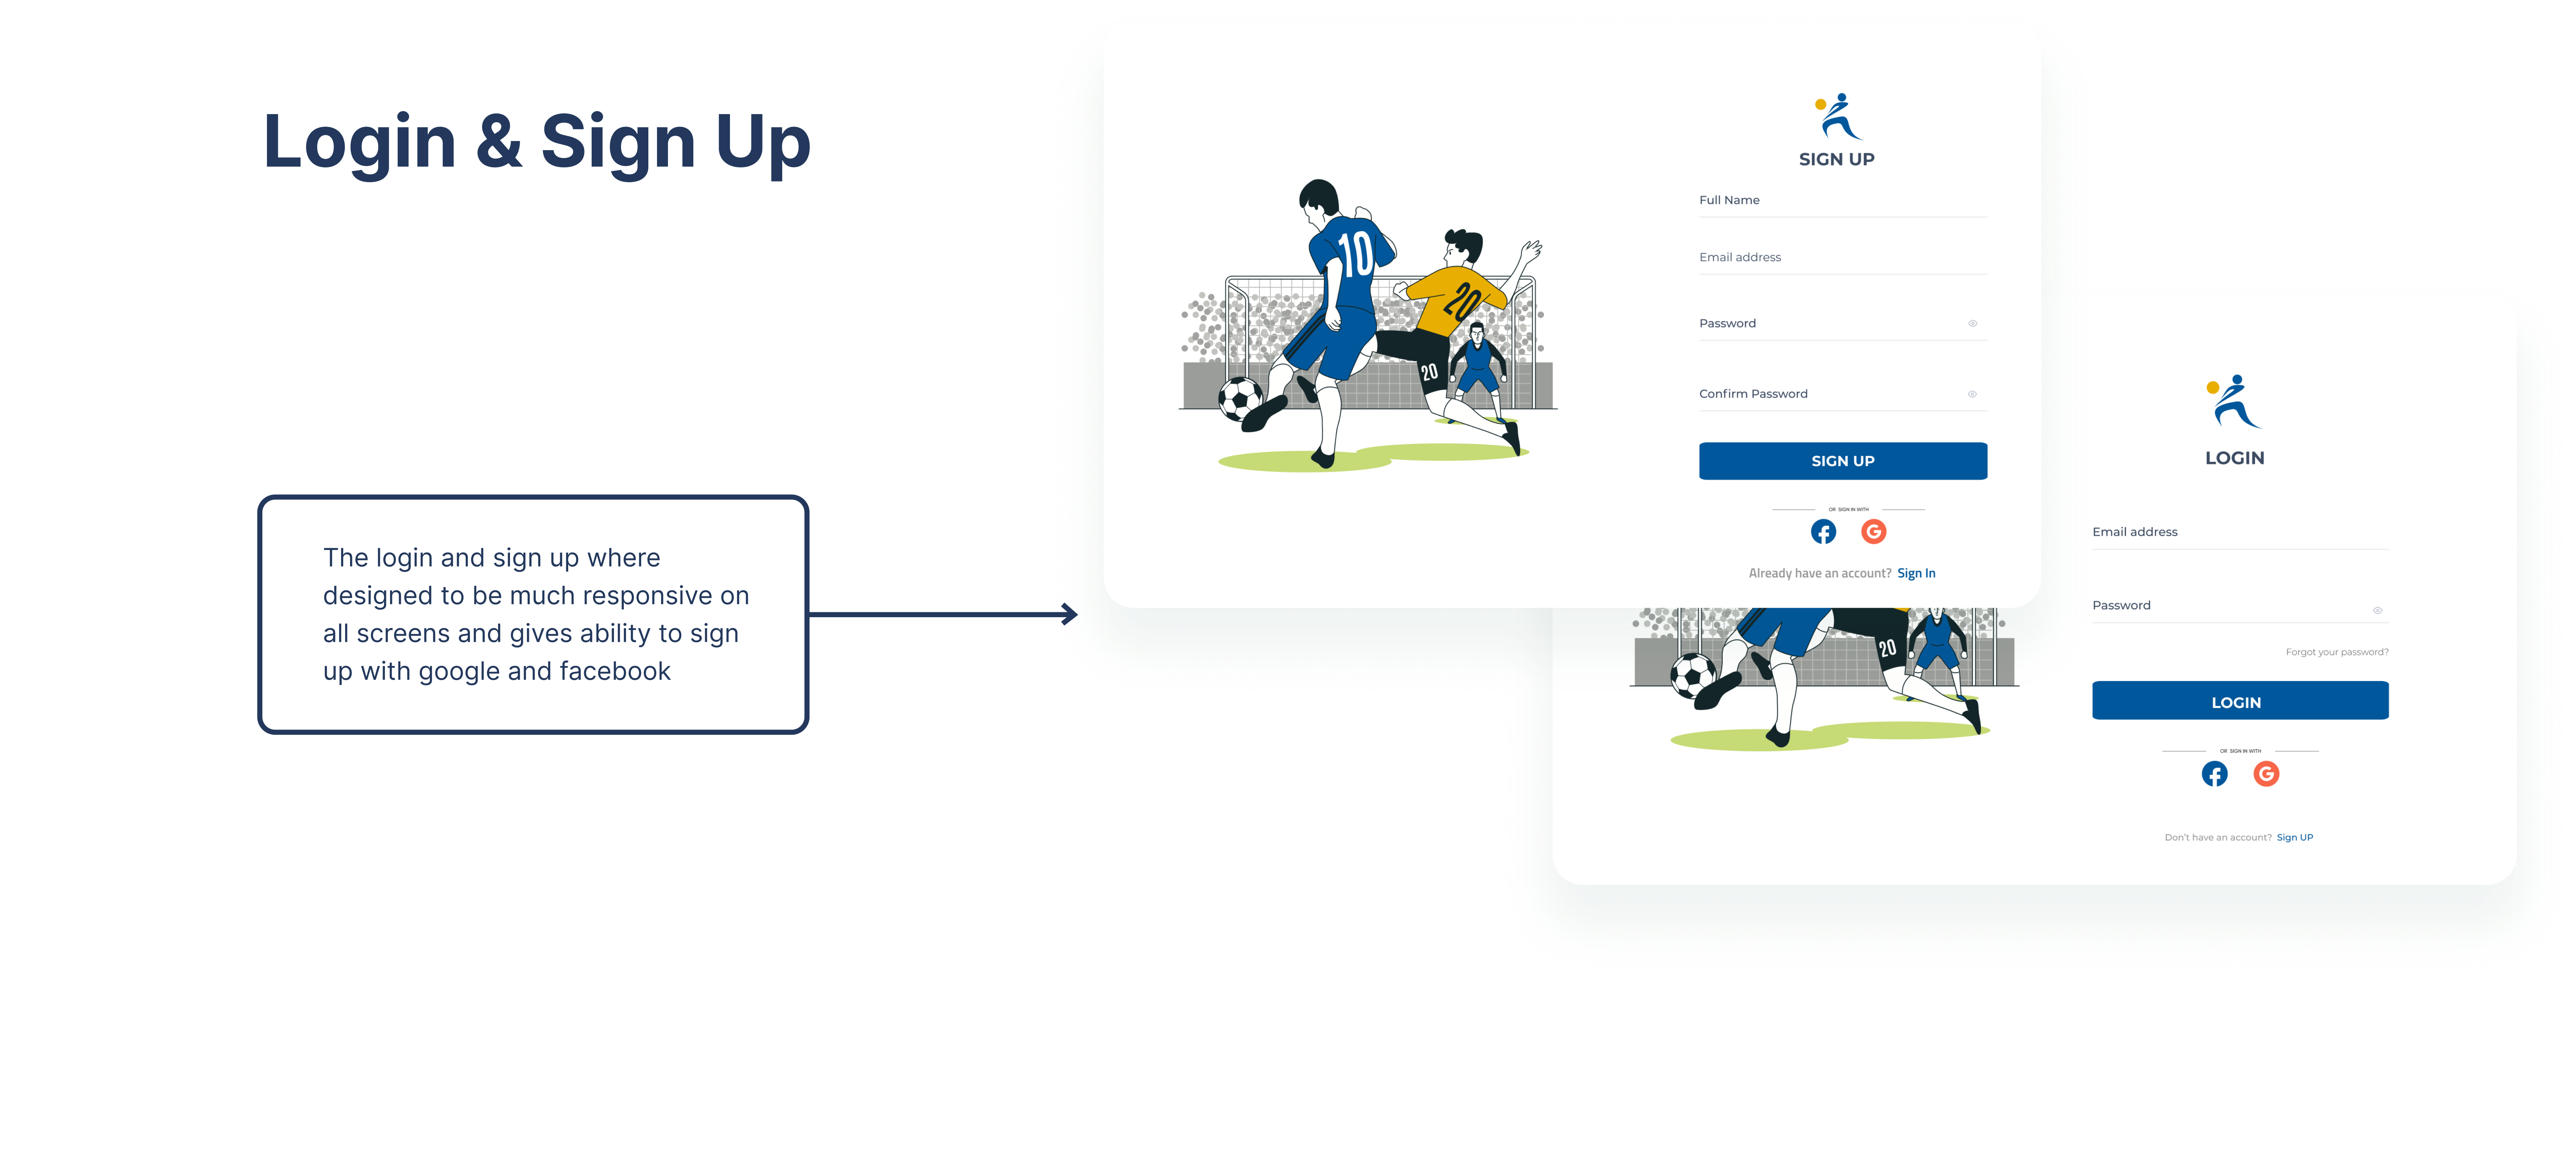 Login & Sign Up
The login and sign up where
designed to be much responsive on
all screens and gives ability to sign
up with google and facebook
10
20
20
SIGN UP
Full Name
Email address
Password
Confirm Password
SIGN UP
OR SIGN IN WITH
Already have an account? Sign In
20
LOGIN
Email address
Password
Forgot your password?
LOGIN
OR SIGN IN WITH
Don't have an account? Sign UP